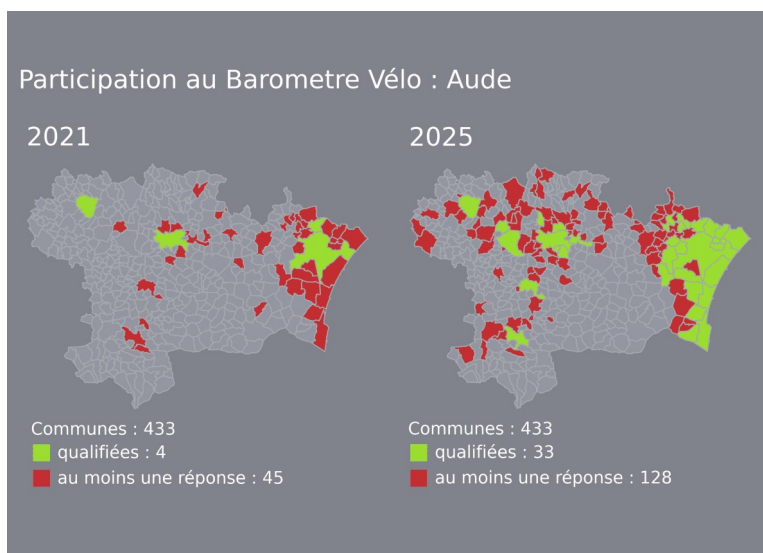 Participation au Barometre Vélo : Aude
2021
2025
Communes : 433
qualifiées : 4
au moins une réponse : 45
Communes : 433
qualifiées : 33
au moins une réponse : 128